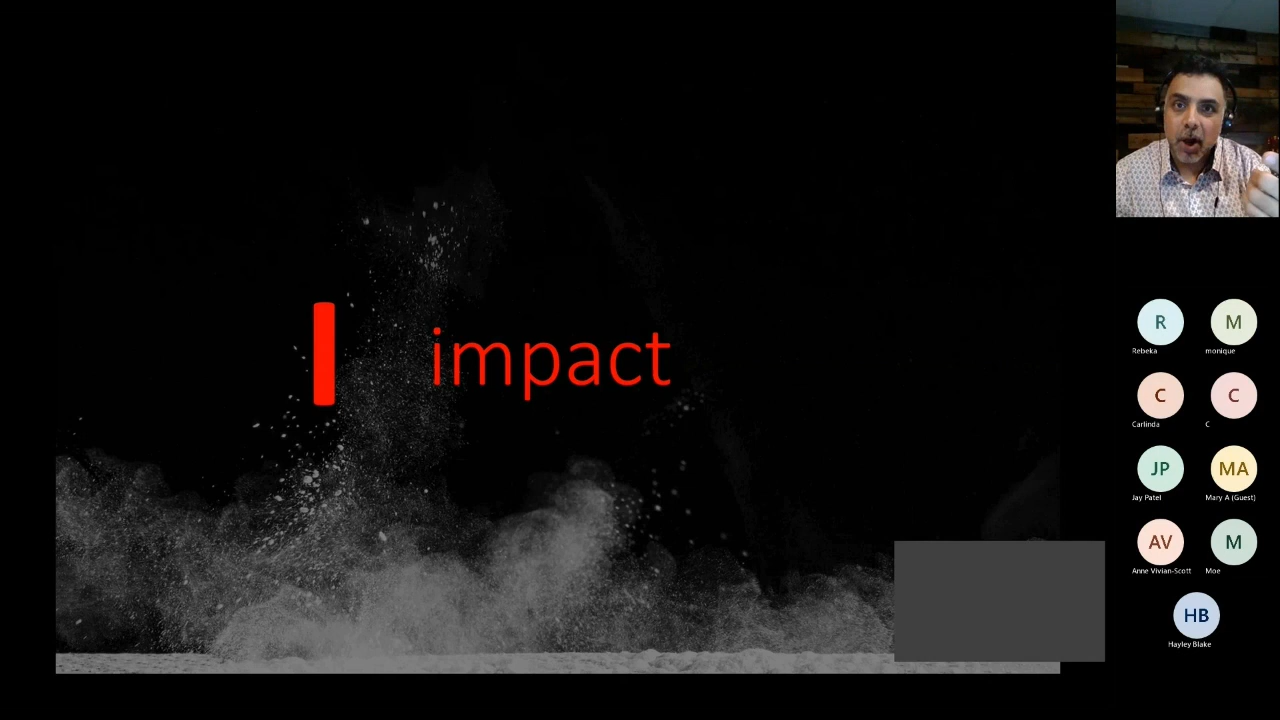 I impact
R
M
Rebeka
monique
C
C
Carlinda
C
JP
MA
Jay Patel
Mary A (Guest)
AV
M
Anne Vivian-Scott
Moe
HB
Hayley Blake